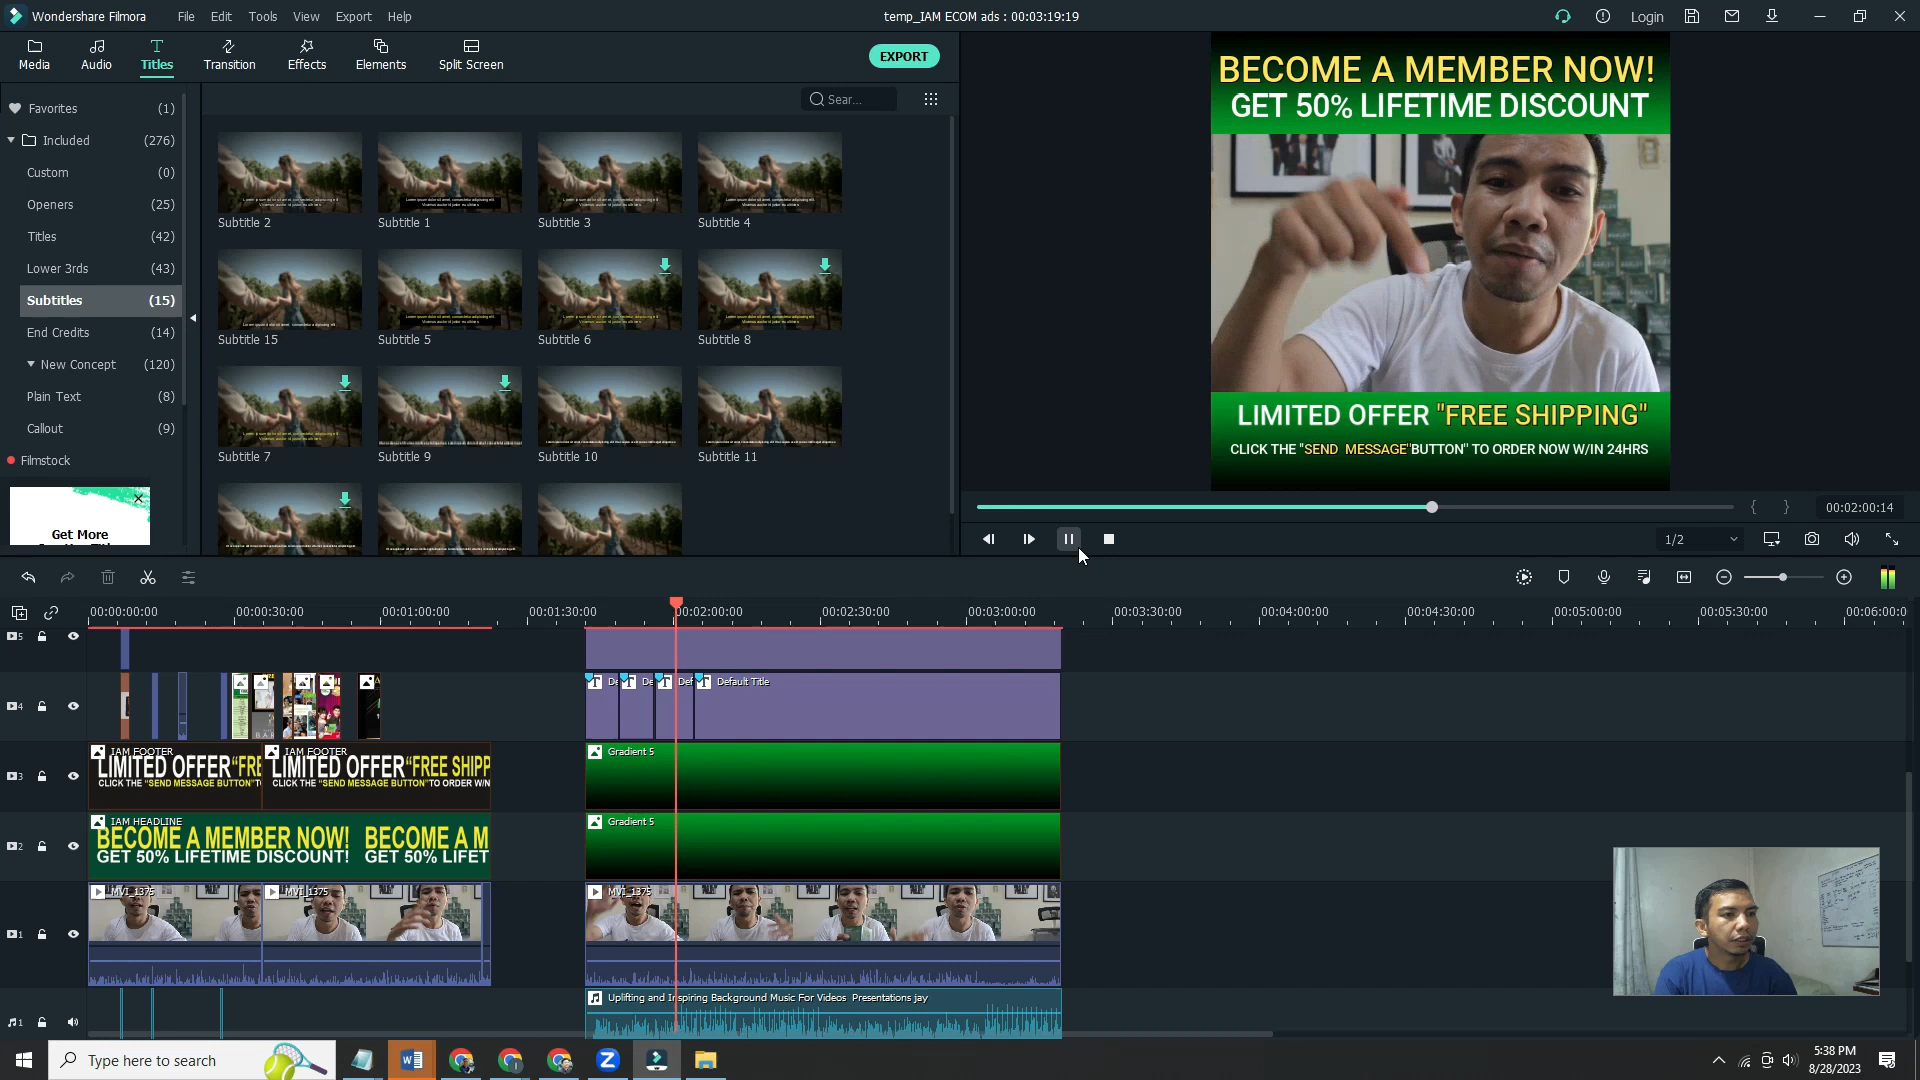 Wondershare Filmora File Edit Tools View Export Help
temp_IAM ECOM ads : 00:03:19:19
Login
Media Audio Titles Transition Effects Elements Split Screen
EXPORT
Sear...
Favorites (1)
Included (276)
Custom (0)
Openers (25)
Titles (42)
Lower 3rds (43)
Subtitles (15)
End Credits (14)
New Concept (120)
Plain Text (8)
Callout (9)
Filmstock
Get More
Subtitle 2 Subtitle 1 Subtitle 3 Subtitle 4
Subtitle 15 Subtitle 5 Subtitle 6 Subtitle 8
Subtitle 7 Subtitle 9 Subtitle 10 Subtitle 11
BECOME A MEMBER NOW!
GET 50% LIFETIME DISCOUNT
LIMITED OFFER "FREE SHIPPING"
CLICK THE "SEND MESSAGE"BUTTON" TO ORDER NOW W/IN 24HRS
00:02:00:14
1/2
00:00:00:00 00:00:30:00 00:01:00:00 00:01:30:00 00:02:00:00 00:02:30:00 00:03:00:00 00:03:30:00 00:04:00:00 00:04:30:00 00:05:00:00 00:05:30:00 00:06:00:0
5
4
De De Def Default Title
3
IAM FOOTER IAM FOOTER Gradient 5
LIMITED OFFER "FRE LIMITED OFFER "FREE SHIPP
CLICK THE "SEND MESSAGE BUTTON" T CLICK THE "SEND MESSAGE BUTTON" TO ORDER W/N
2
IAM HEADLINE Gradient 5
BECOME A MEMBER NOW! BECOME A M
GET 50% LIFETIME DISCOUNT! GET 50% LIFET
1
MVI_1375 MVI_1375 MVI_1375
1
Uplifting and Inspiring Background Music For Videos Presentations jay
Type here to search
5:38 PM
8/28/2023